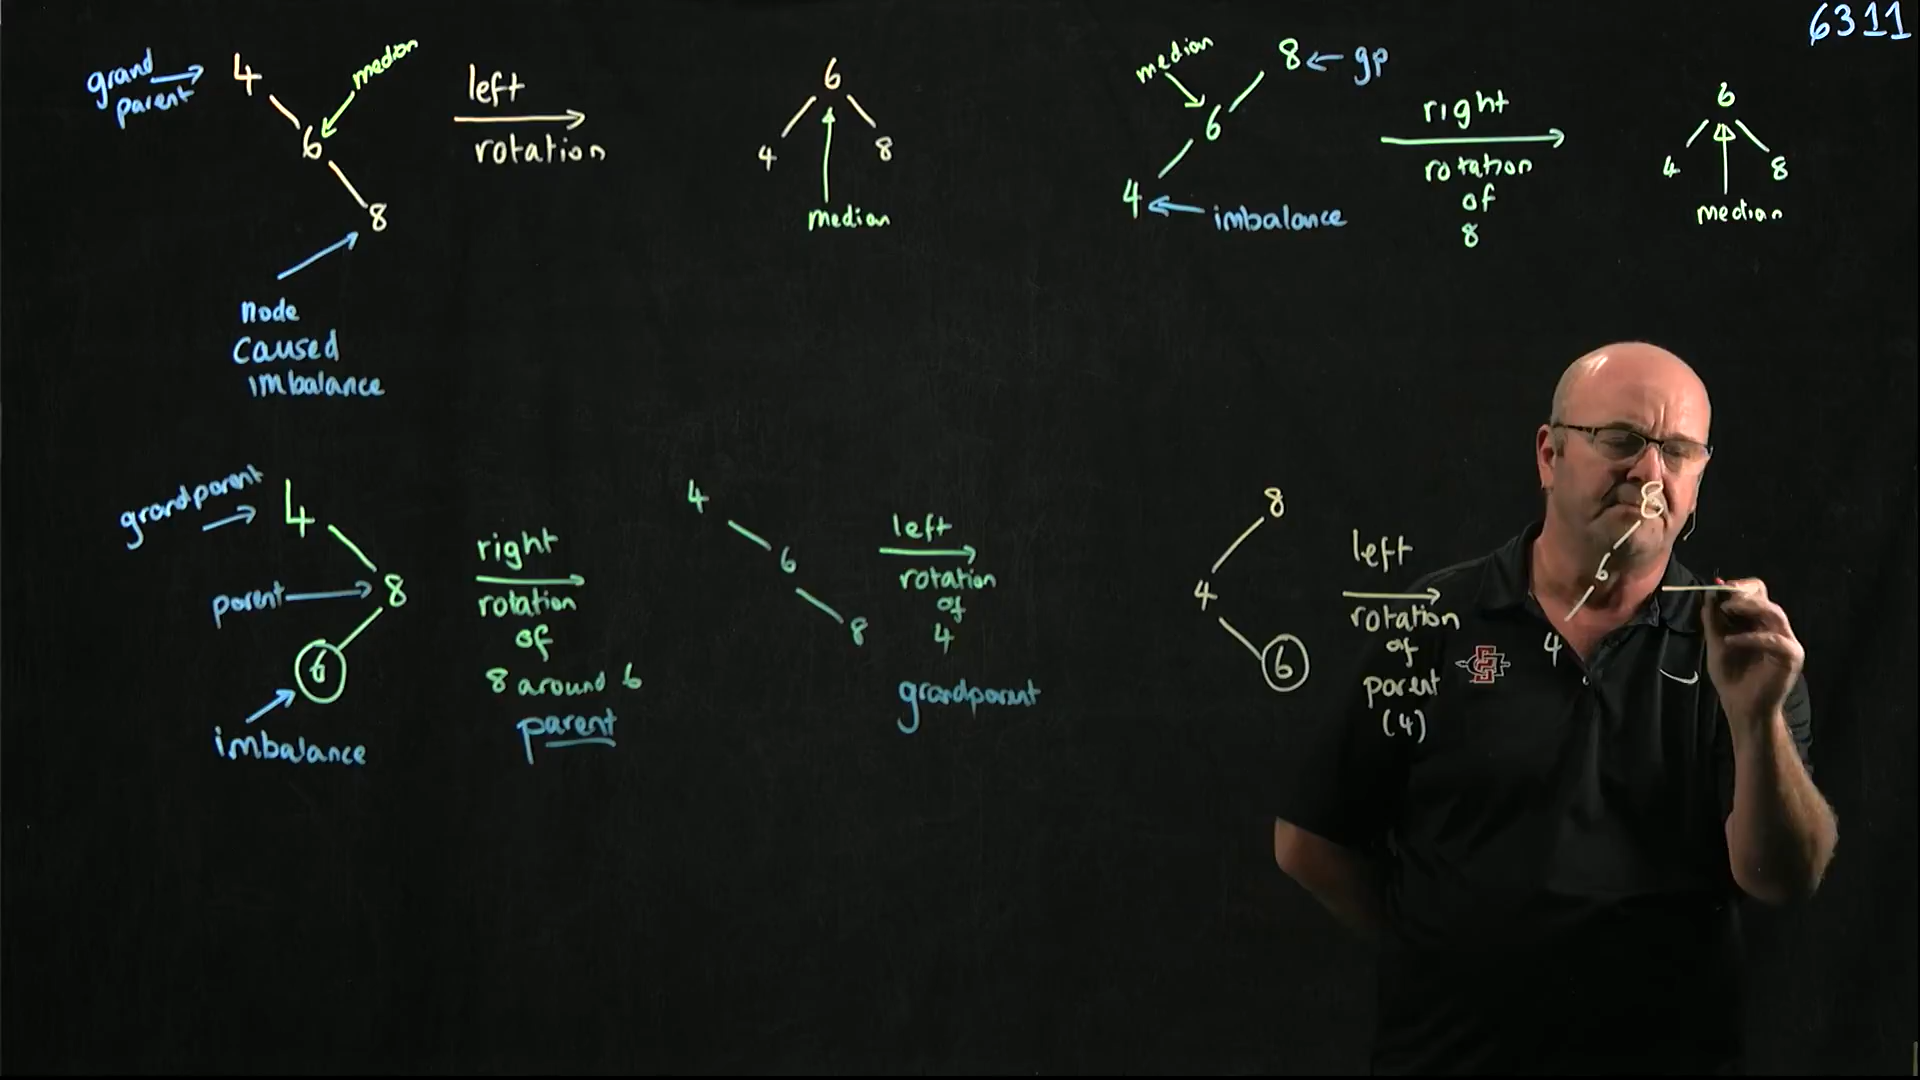 6311
grand
parent
4
median
6
8
node
caused
imbalance
left
rotation
6
4
8
median
median
8
gp
6
4
imbalance
right
rotation
of
8
6
4
8
median
grandparent
4
parent
8
6
imbalance
right
rotation
of
8 around 6
parent
4
6
8
left
rotation
of
4
grandparent
8
4
6
left
rotation
of
parent
(4)
8
6
4